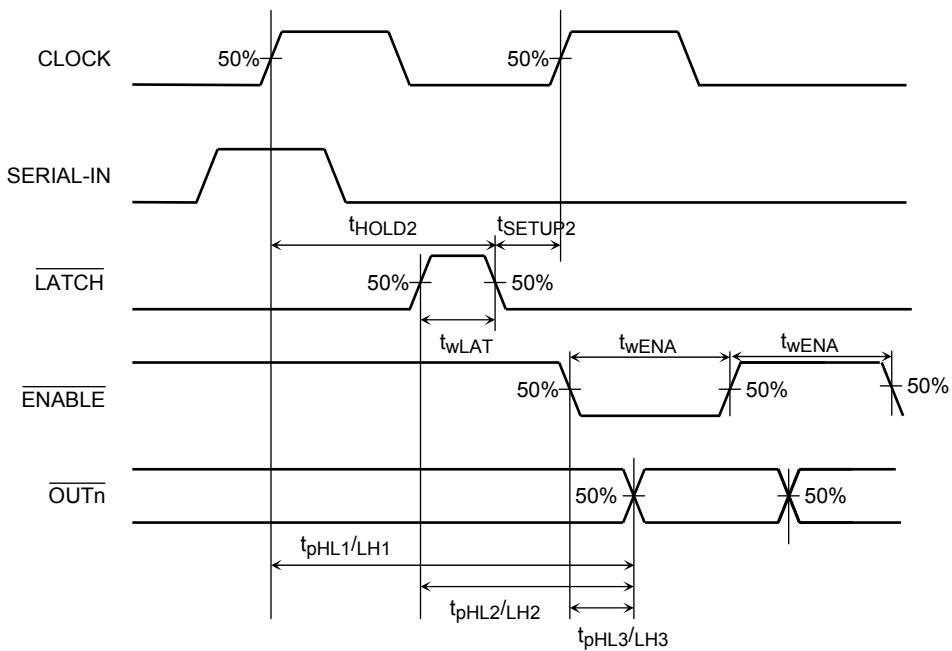 CLOCK
50%
50%
SERIAL-IN
tHOLD2
tSETUP2
LATCH
50%
50%
twLAT
twENA
twENA
ENABLE
50%
50%
50%
OUTn
50%
50%
tpHL1/LH1
tpHL2/LH2
tpHL3/LH3